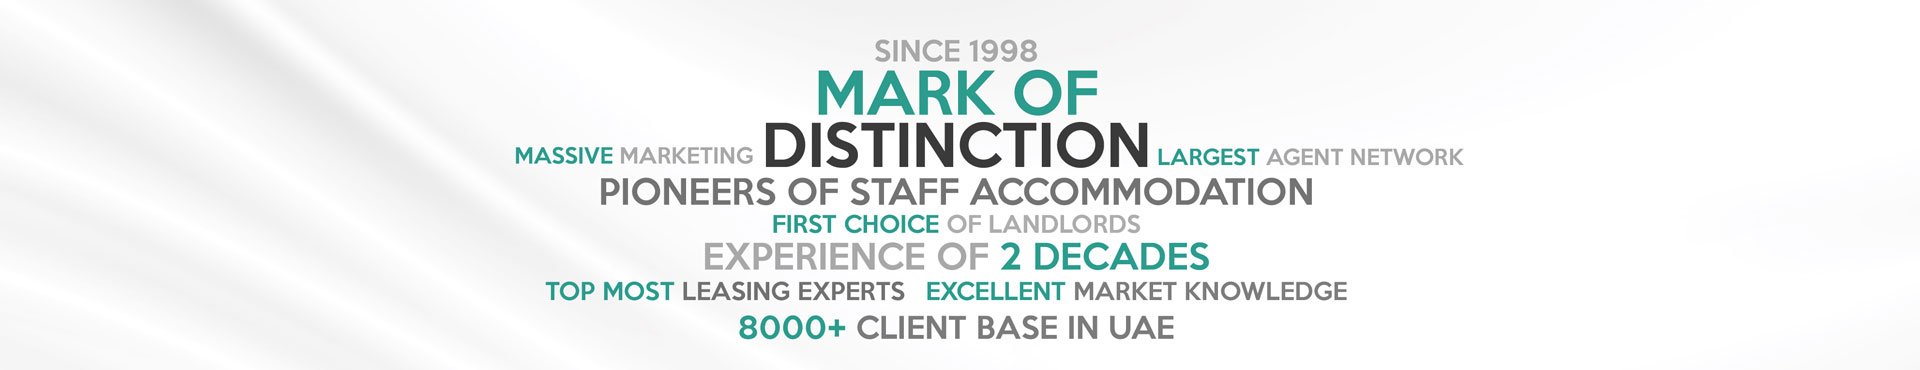 SINCE 1998
MARK OF
MASSIVE MARKETING DISTINCTION LARGEST AGENT NETWORK
PIONEERS OF STAFF ACCOMMODATION
FIRST CHOICE OF LANDLORDS
EXPERIENCE OF 2 DECADES
TOP MOST LEASING EXPERTS EXCELLENT MARKET KNOWLEDGE
8000+ CLIENT BASE IN UAE